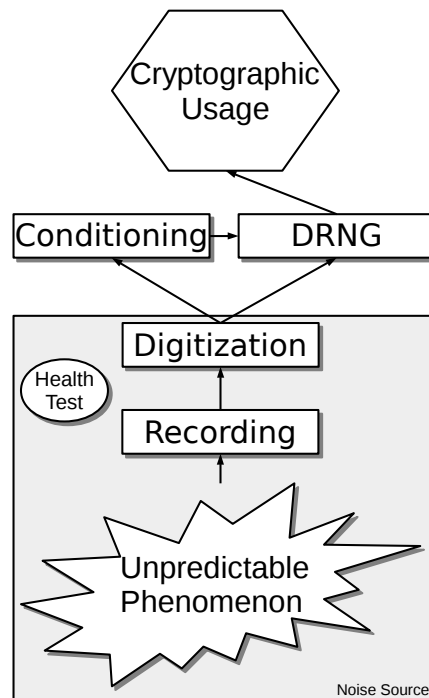 Cryptographic
Usage
Conditioning
DRNG
Digitization
Health
Test
Recording
Unpredictable
Phenomenon
Noise Source